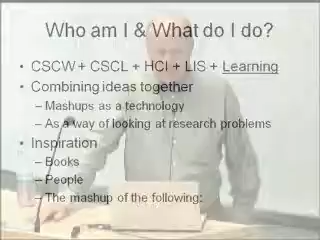 Who am I & What do I do?
• CSCW + CSCL + HCI + LIS + Learning
• Combining ideas together
– Mashups as a technology
– As a way of looking at research problems
• Inspiration
– Books
– People
– The mashup of the following: